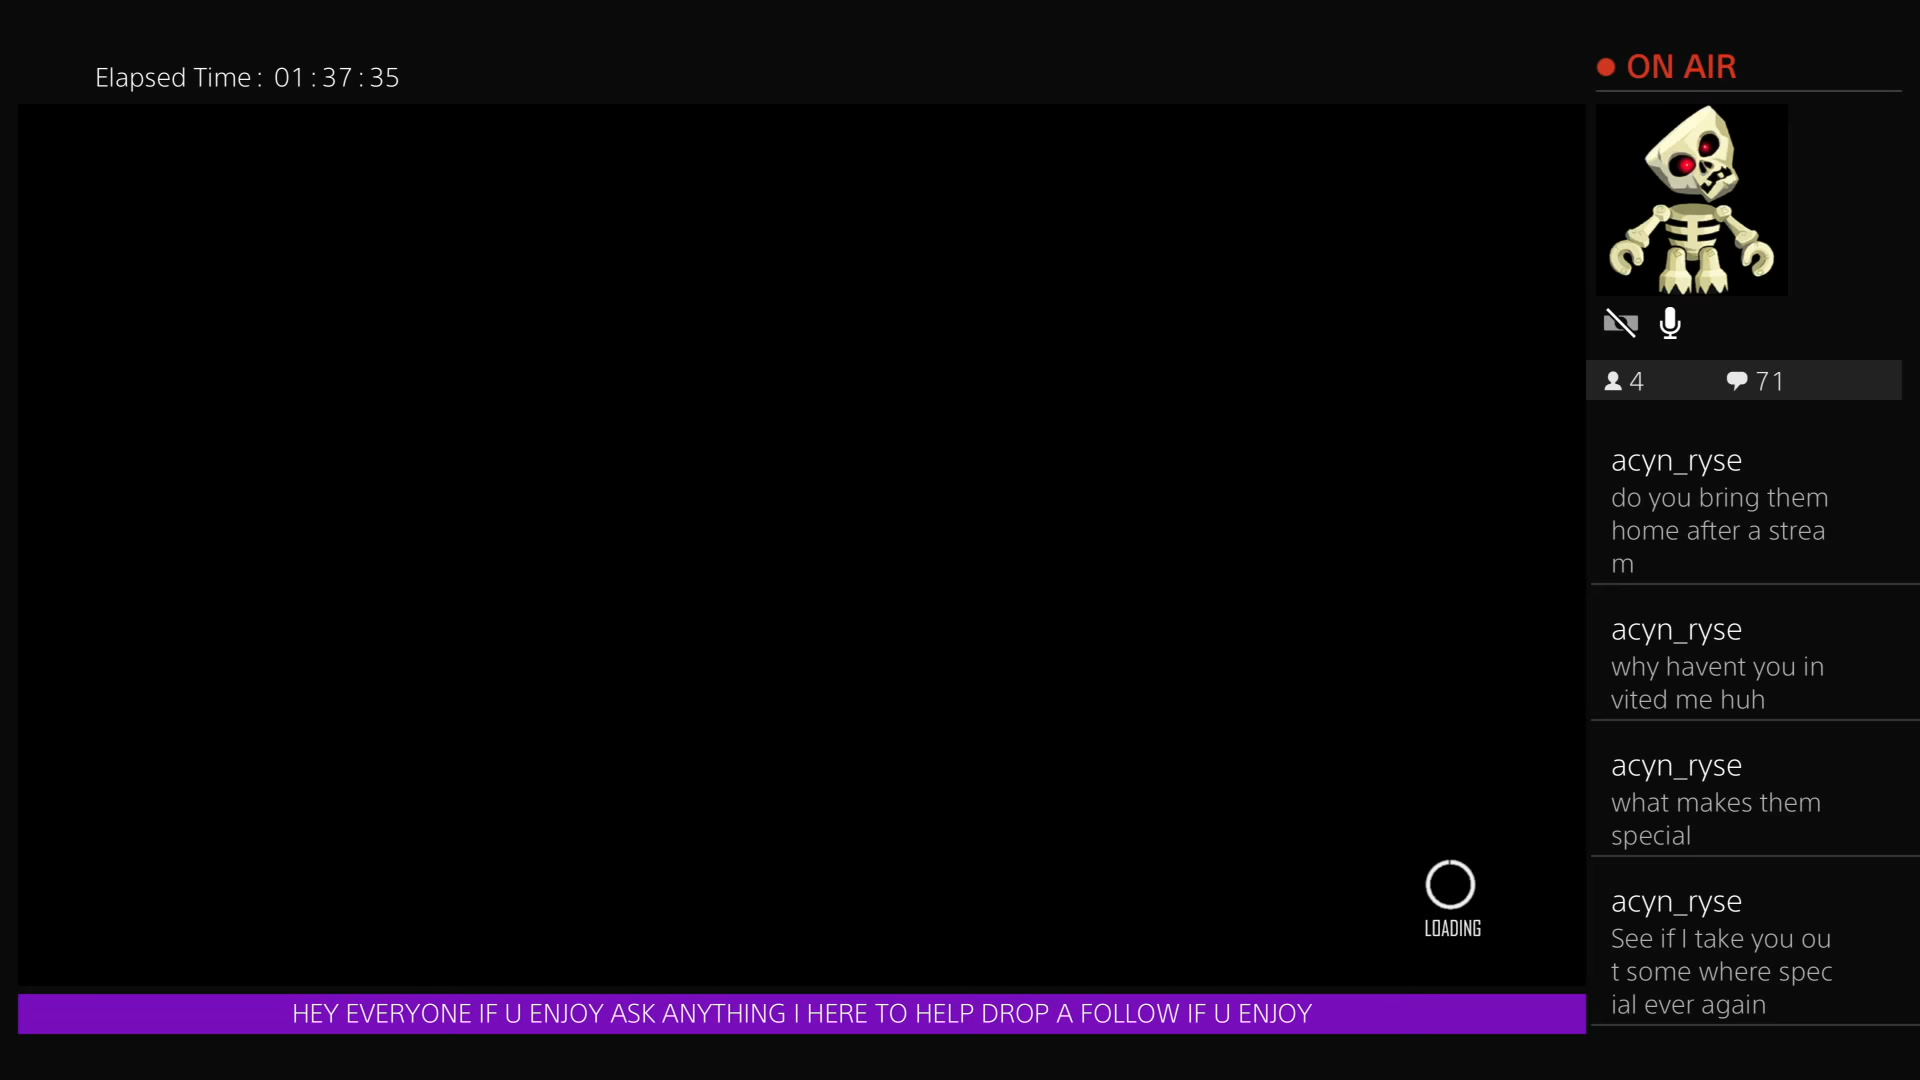 Elapsed Time: 01:37:35
ON AIR
4
71
acyn_ryse
do you bring them
home after a strea
m
acyn_ryse
why havent you in
vited me huh
acyn_ryse
what makes them
special
acyn_ryse
See if I take you ou
t some where spec
ial ever again
LOADING
HEY EVERYONE IF U ENJOY ASK ANYTHING I HERE TO HELP DROP A FOLLOW IF U ENJOY